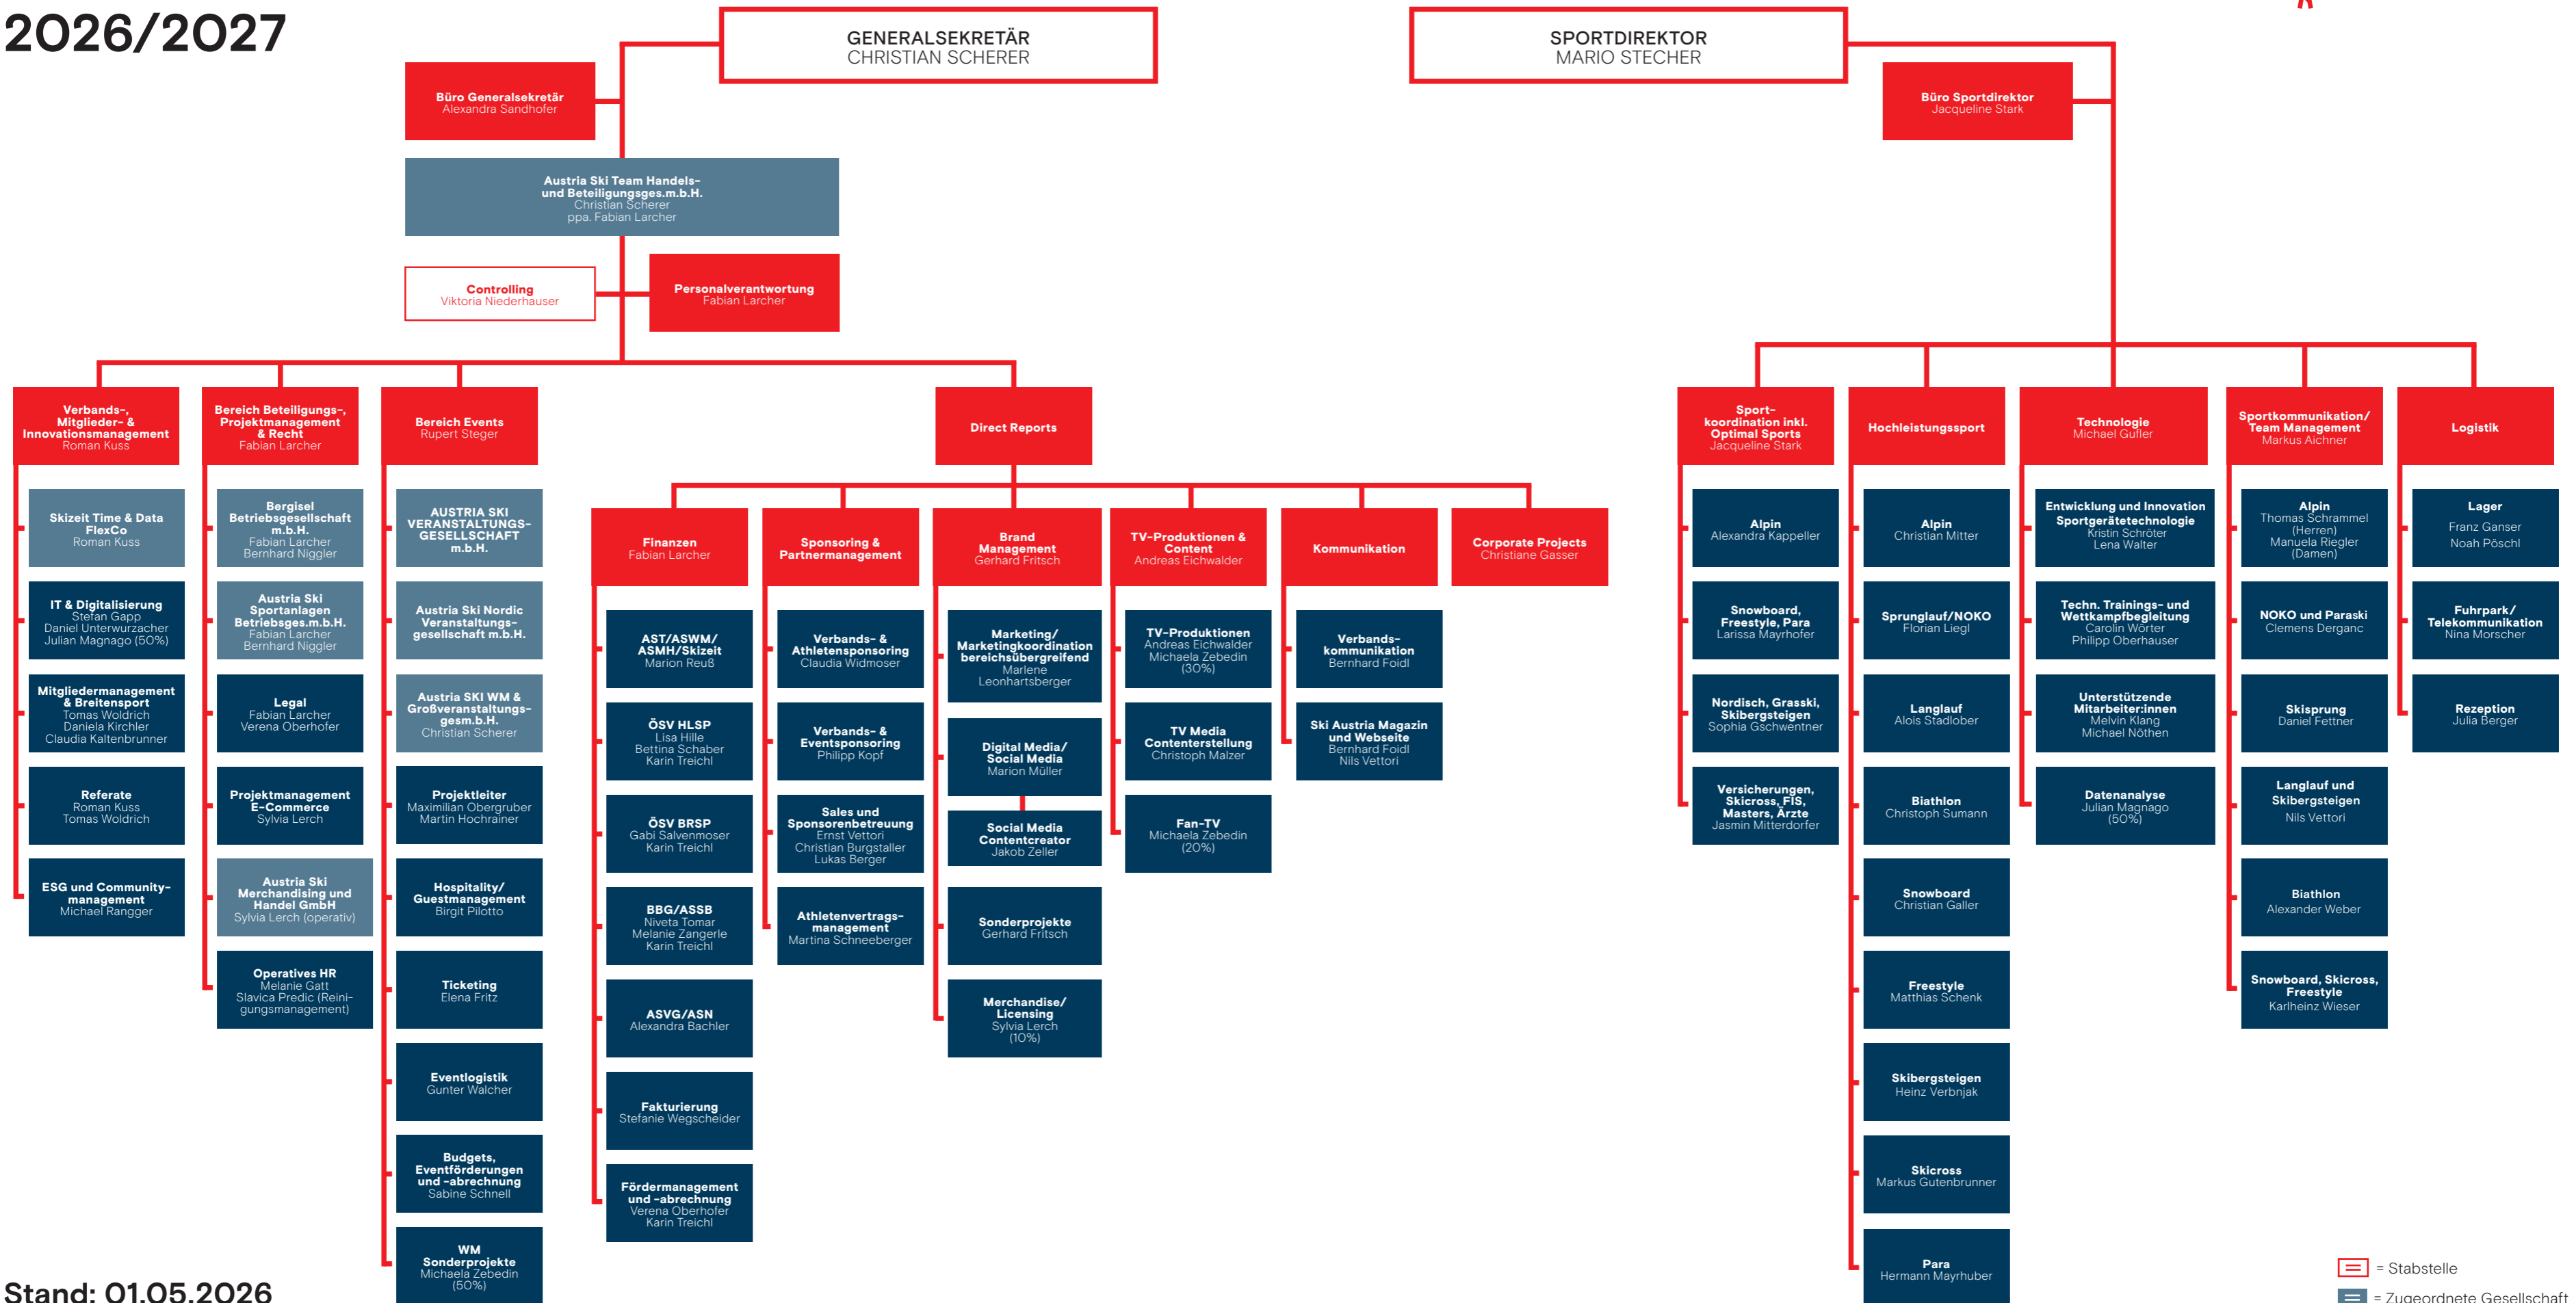 2026/2027
GENERALSEKRETÄR
CHRISTIAN SCHERER
SPORTDIREKTOR
MARIO STECHER
Büro Generalsekretär
Alexandra Sandhofer
Büro Sportdirektor
Jacqueline Stark
Austria Ski Team Handels-
und Beteiligungsges.m.b.H.
Christian Scherer
ppa. Fabian Larcher
Controlling
Viktoria Niederhauser
Personalverantwortung
Fabian Larcher
Verbands-,
Mitglieder- &
Innovationsmanagement
Roman Kuss
Skizeit Time & Data
FlexCo
Roman Kuss
IT & Digitalisierung
Stefan Gapp
Daniel Unterwurzacher
Julian Magnago (50%)
Mitgliedermanagement
& Breitensport
Tomas Woldrich
Daniela Kirchler
Claudia Kaltenbrunner
Referate
Roman Kuss
Tomas Woldrich
ESG und Community-
management
Michael Rangger
Bereich Beteiligungs-,
Projektmanagement
& Recht
Fabian Larcher
Bergisel
Betriebsgesellschaft
m.b.H.
Fabian Larcher
Bernhard Niggler
Austria Ski
Sportanlagen
Betriebsges.m.b.H.
Fabian Larcher
Bernhard Niggler
Legal
Fabian Larcher
Verena Oberhofer
Projektmanagement
E-Commerce
Sylvia Lerch
Austria Ski
Merchandising und
Handel GmbH
Sylvia Lerch (operativ)
Operatives HR
Melanie Gatt
Slavica Predic (Reini-
gungsmanagement)
Bereich Events
Rupert Steger
AUSTRIA SKI
VERANSTALTUNGS-
GESELLSCHAFT
m.b.H.
Austria Ski Nordic
Veranstaltungs-
gesellschaft m.b.H.
Austria SKI WM &
Großveranstaltungs-
gesm.b.H.
Christian Scherer
Projektleiter
Maximilian Obergruber
Martin Hochrainer
Hospitality/
Guestmanagement
Birgit Pilotto
Ticketing
Elena Fritz
Eventlogistik
Gunter Walcher
Budgets,
Eventförderungen
und -abrechnung
Sabine Schnell
WM
Sonderprojekte
Michaela Zebedin
(50%)
Direct Reports
Finanzen
Fabian Larcher
AST/ASWM/
ASMH/Skizeit
Marion Reuß
ÖSV HLSP
Lisa Hille
Bettina Schaber
Karin Treichl
ÖSV BRSP
Gabi Salvenmoser
Karin Treichl
BBG/ASSB
Niveta Tomar
Melanie Zangerle
Karin Treichl
ASVG/ASN
Alexandra Bachler
Fakturierung
Stefanie Wegscheider
Fördermanagement
und -abrechnung
Verena Oberhofer
Karin Treichl
Sponsoring &
Partnermanagement
Verbands- &
Athletensponsoring
Claudia Widmoser
Verbands- &
Eventsponsoring
Philipp Kopf
Sales und
Sponsorenbetreuung
Ernst Vettori
Christian Burgstaller
Lukas Berger
Athletenvertrags-
management
Martina Schneeberger
Brand
Management
Gerhard Fritsch
Marketing/
Marketingkoordination
bereichsübergreifend
Marlene
Leonhartsberger
Digital Media/
Social Media
Marion Müller
Social Media
Contentcreator
Jakob Zeller
Sonderprojekte
Gerhard Fritsch
Merchandise/
Licensing
Sylvia Lerch
(10%)
TV-Produktionen &
Content
Andreas Eichwalder
TV-Produktionen
Andreas Eichwalder
Michaela Zebedin
(30%)
TV Media
Contenterstellung
Christoph Malzer
Fan-TV
Michaela Zebedin
(20%)
Kommunikation
Verbands-
kommunikation
Bernhard Foidl
Ski Austria Magazin
und Webseite
Bernhard Foidl
Nils Vettori
Corporate Projects
Christiane Gasser
Sport-
koordination inkl.
Optimal Sports
Jacqueline Stark
Alpin
Alexandra Kappeller
Snowboard,
Freestyle, Para
Larissa Mayrhofer
Nordisch, Grasski,
Skibergsteigen
Sophia Gschwentner
Versicherungen,
Skicross, FIS,
Masters, Ärzte
Jasmin Mitterdorfer
Hochleistungssport
Alpin
Christian Mitter
Sprunglauf/NOKO
Florian Liegl
Langlauf
Alois Stadlober
Biathlon
Christoph Sumann
Snowboard
Christian Galler
Freestyle
Matthias Schenk
Skibergsteigen
Heinz Verbnjak
Skicross
Markus Gutenbrunner
Para
Hermann Mayrhuber
Technologie
Michael Gufler
Entwicklung und Innovation
Sportgerätetechnologie
Kristin Schröter
Lena Walter
Techn. Trainings- und
Wettkampfbegleitung
Carolin Wörter
Philipp Oberhauser
Unterstützende
Mitarbeiter:innen
Melvin Klang
Michael Nöthen
Datenanalyse
Julian Magnago
(50%)
Sportkommunikation/
Team Management
Markus Aichner
Alpin
Thomas Schrammel
(Herren)
Manuela Riegler
(Damen)
NOKO und Paraski
Clemens Derganc
Skisprung
Daniel Fettner
Langlauf und
Skibergsteigen
Nils Vettori
Biathlon
Alexander Weber
Snowboard, Skicross,
Freestyle
Karlheinz Wieser
Logistik
Lager
Franz Ganser
Noah Pöschl
Fuhrpark/
Telekommunikation
Nina Morscher
Rezeption
Julia Berger
= Stabstelle
= Zugeordnete Gesellschaft
Stand: 01.05.2026